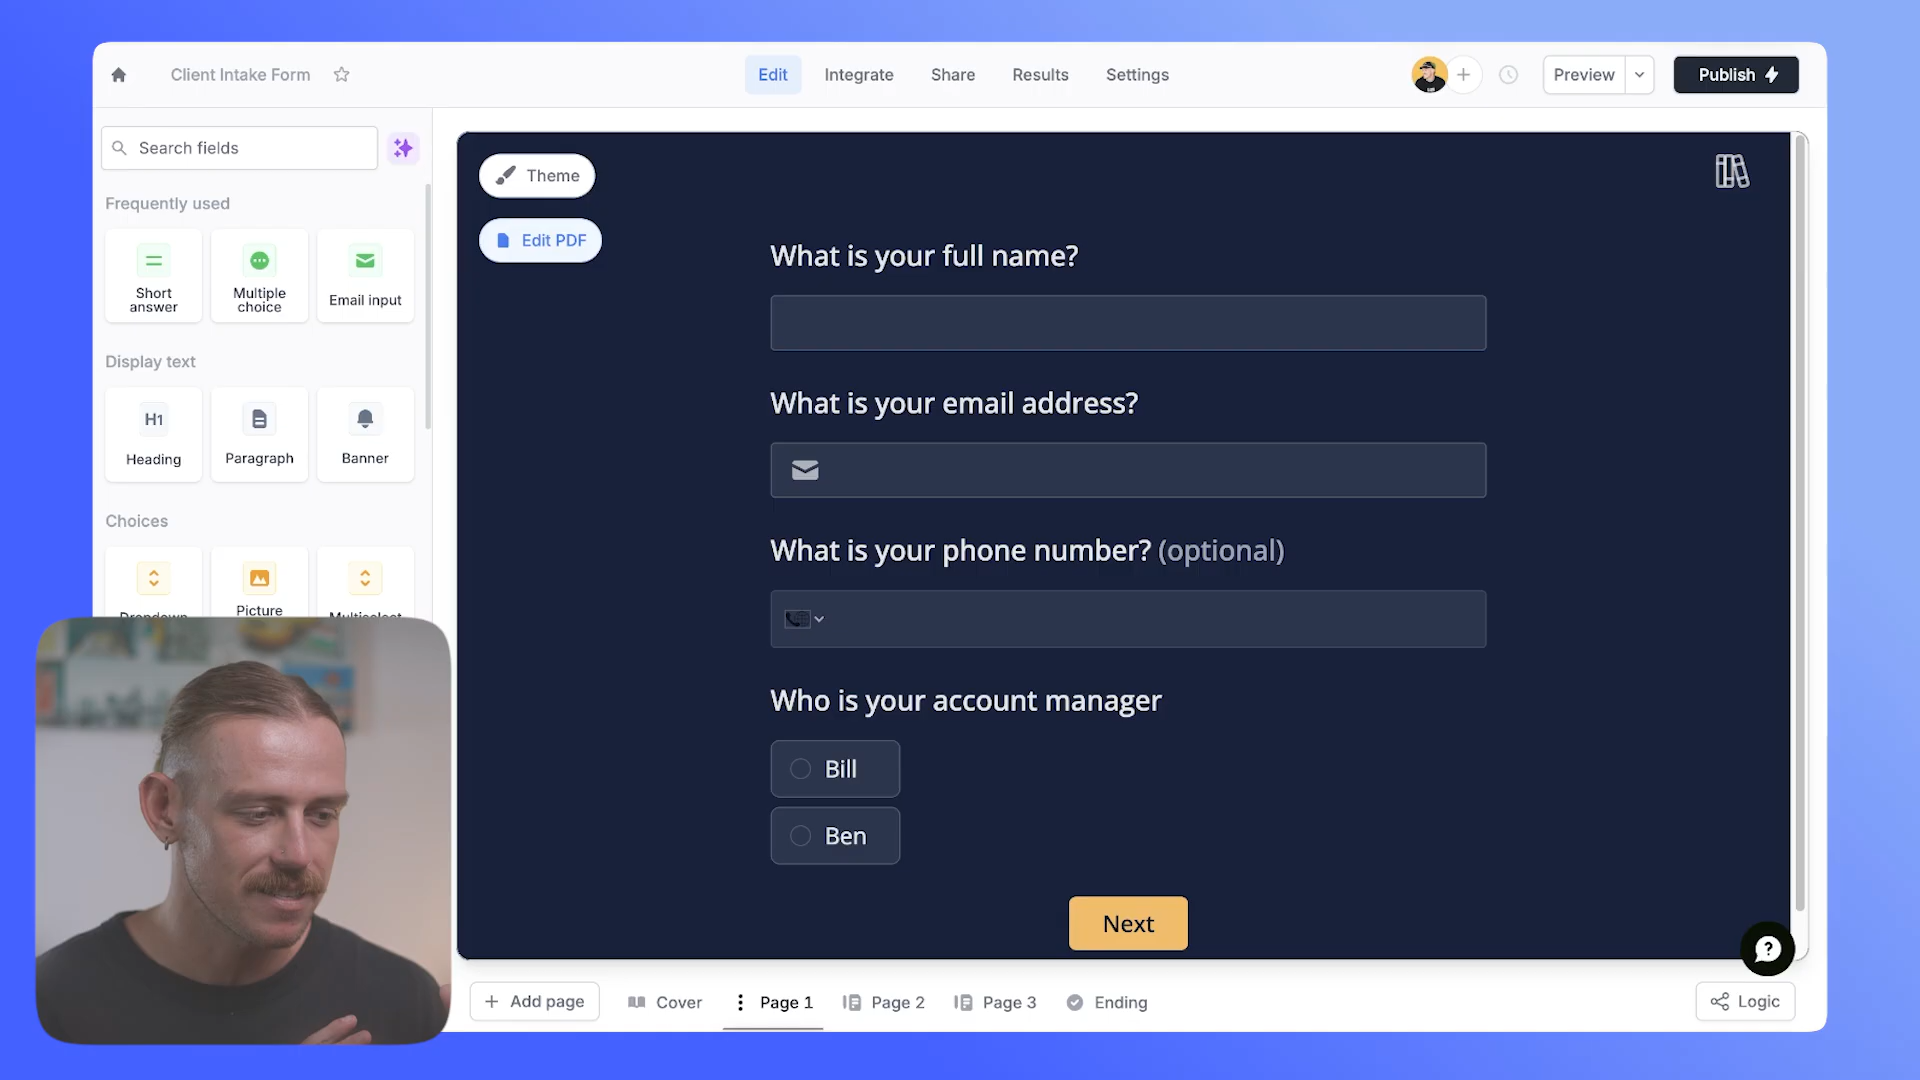 Client Intake Form
Edit
Integrate
Share
Results
Settings
Preview
Publish
Search fields
Frequently used
Short
answer
Multiple
choice
Email input
Display text
H1
Heading
Paragraph
Banner
Choices
Dropdown
Picture
Multiselect
Theme
Edit PDF
What is your full name?
What is your email address?
What is your phone number? (optional)
Who is your account manager
Bill
Ben
Next
Add page
Cover
Page 1
Page 2
Page 3
Ending
Logic